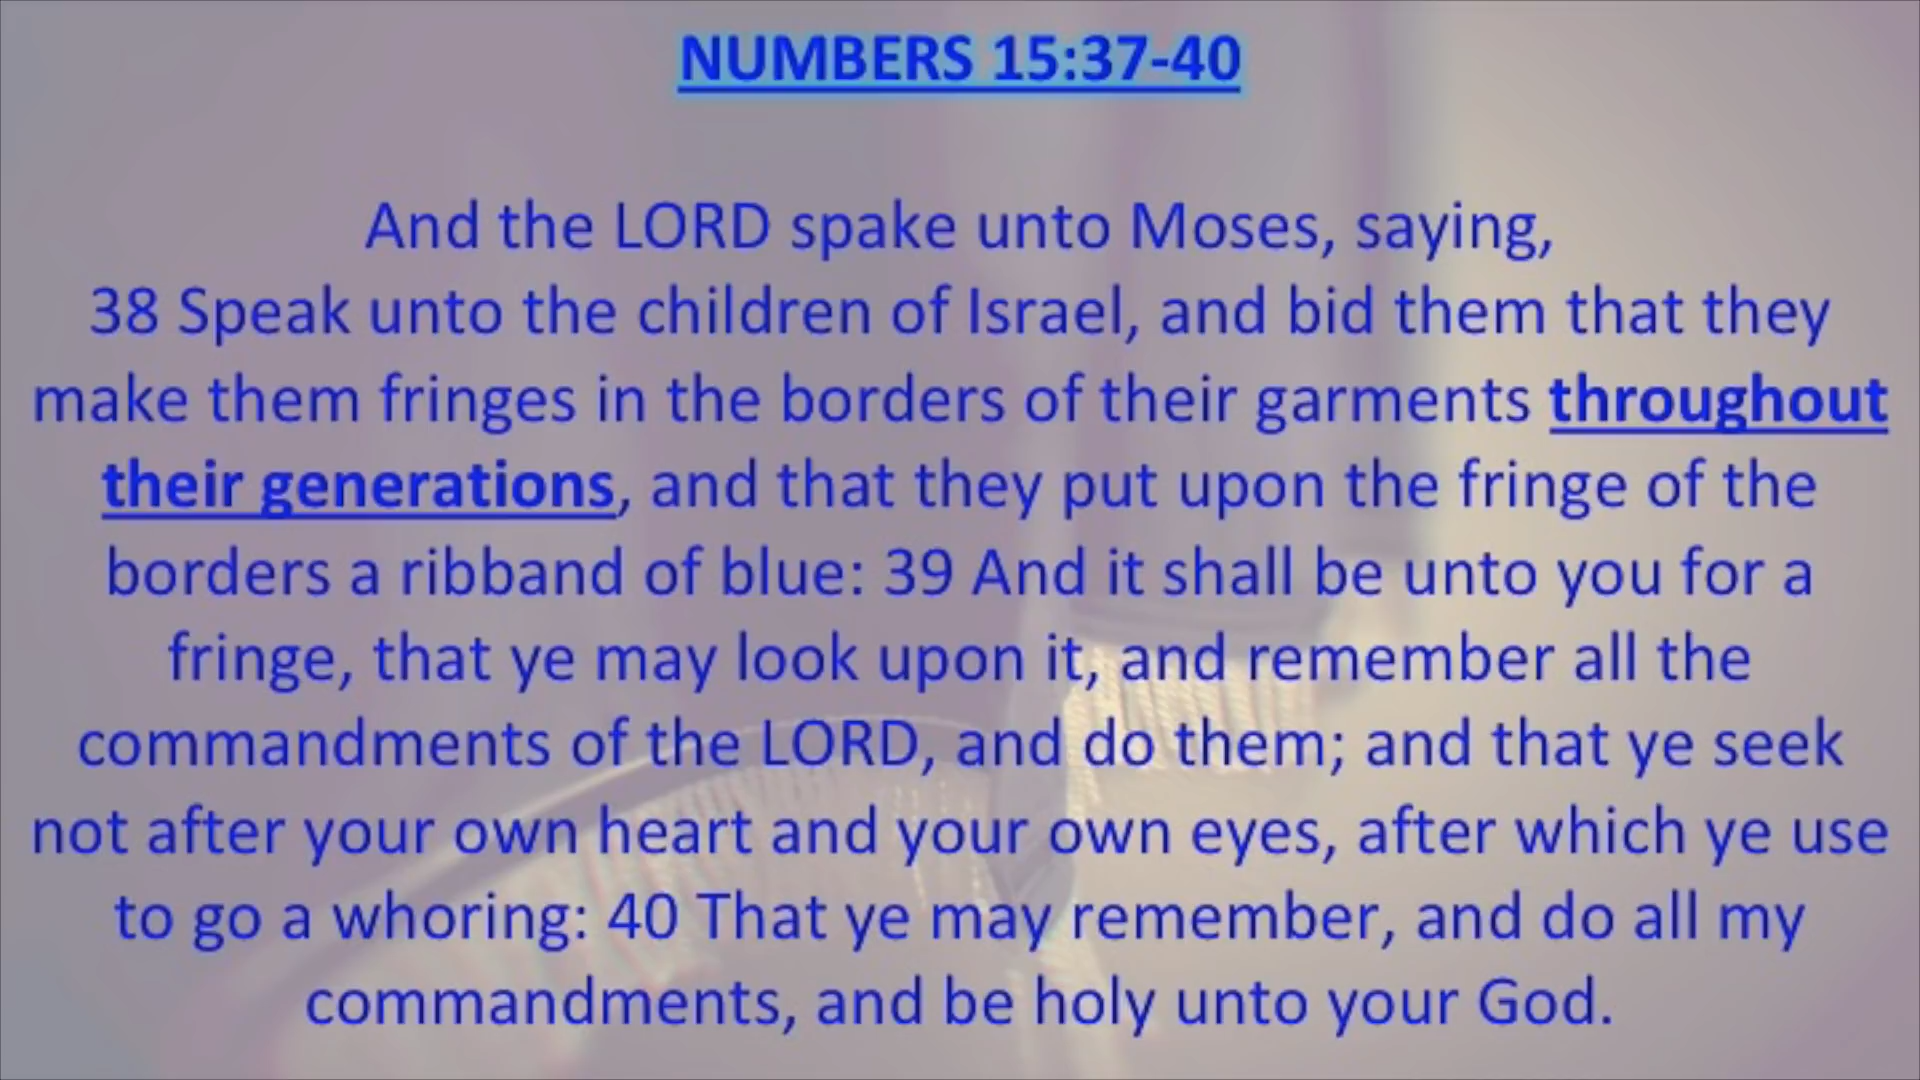 NUMBERS 15:37-40
And the LORD spake unto Moses, saying,
38 Speak unto the children of Israel, and bid them that they
make them fringes in the borders of their garments throughout
their generations, and that they put upon the fringe of the
borders a ribband of blue: 39 And it shall be unto you for a
fringe, that ye may look upon it, and remember all the
commandments of the LORD, and do them; and that ye seek
not after your own heart and your own eyes, after which ye use
to go a whoring: 40 That ye may remember, and do all my
commandments, and be holy unto your God.